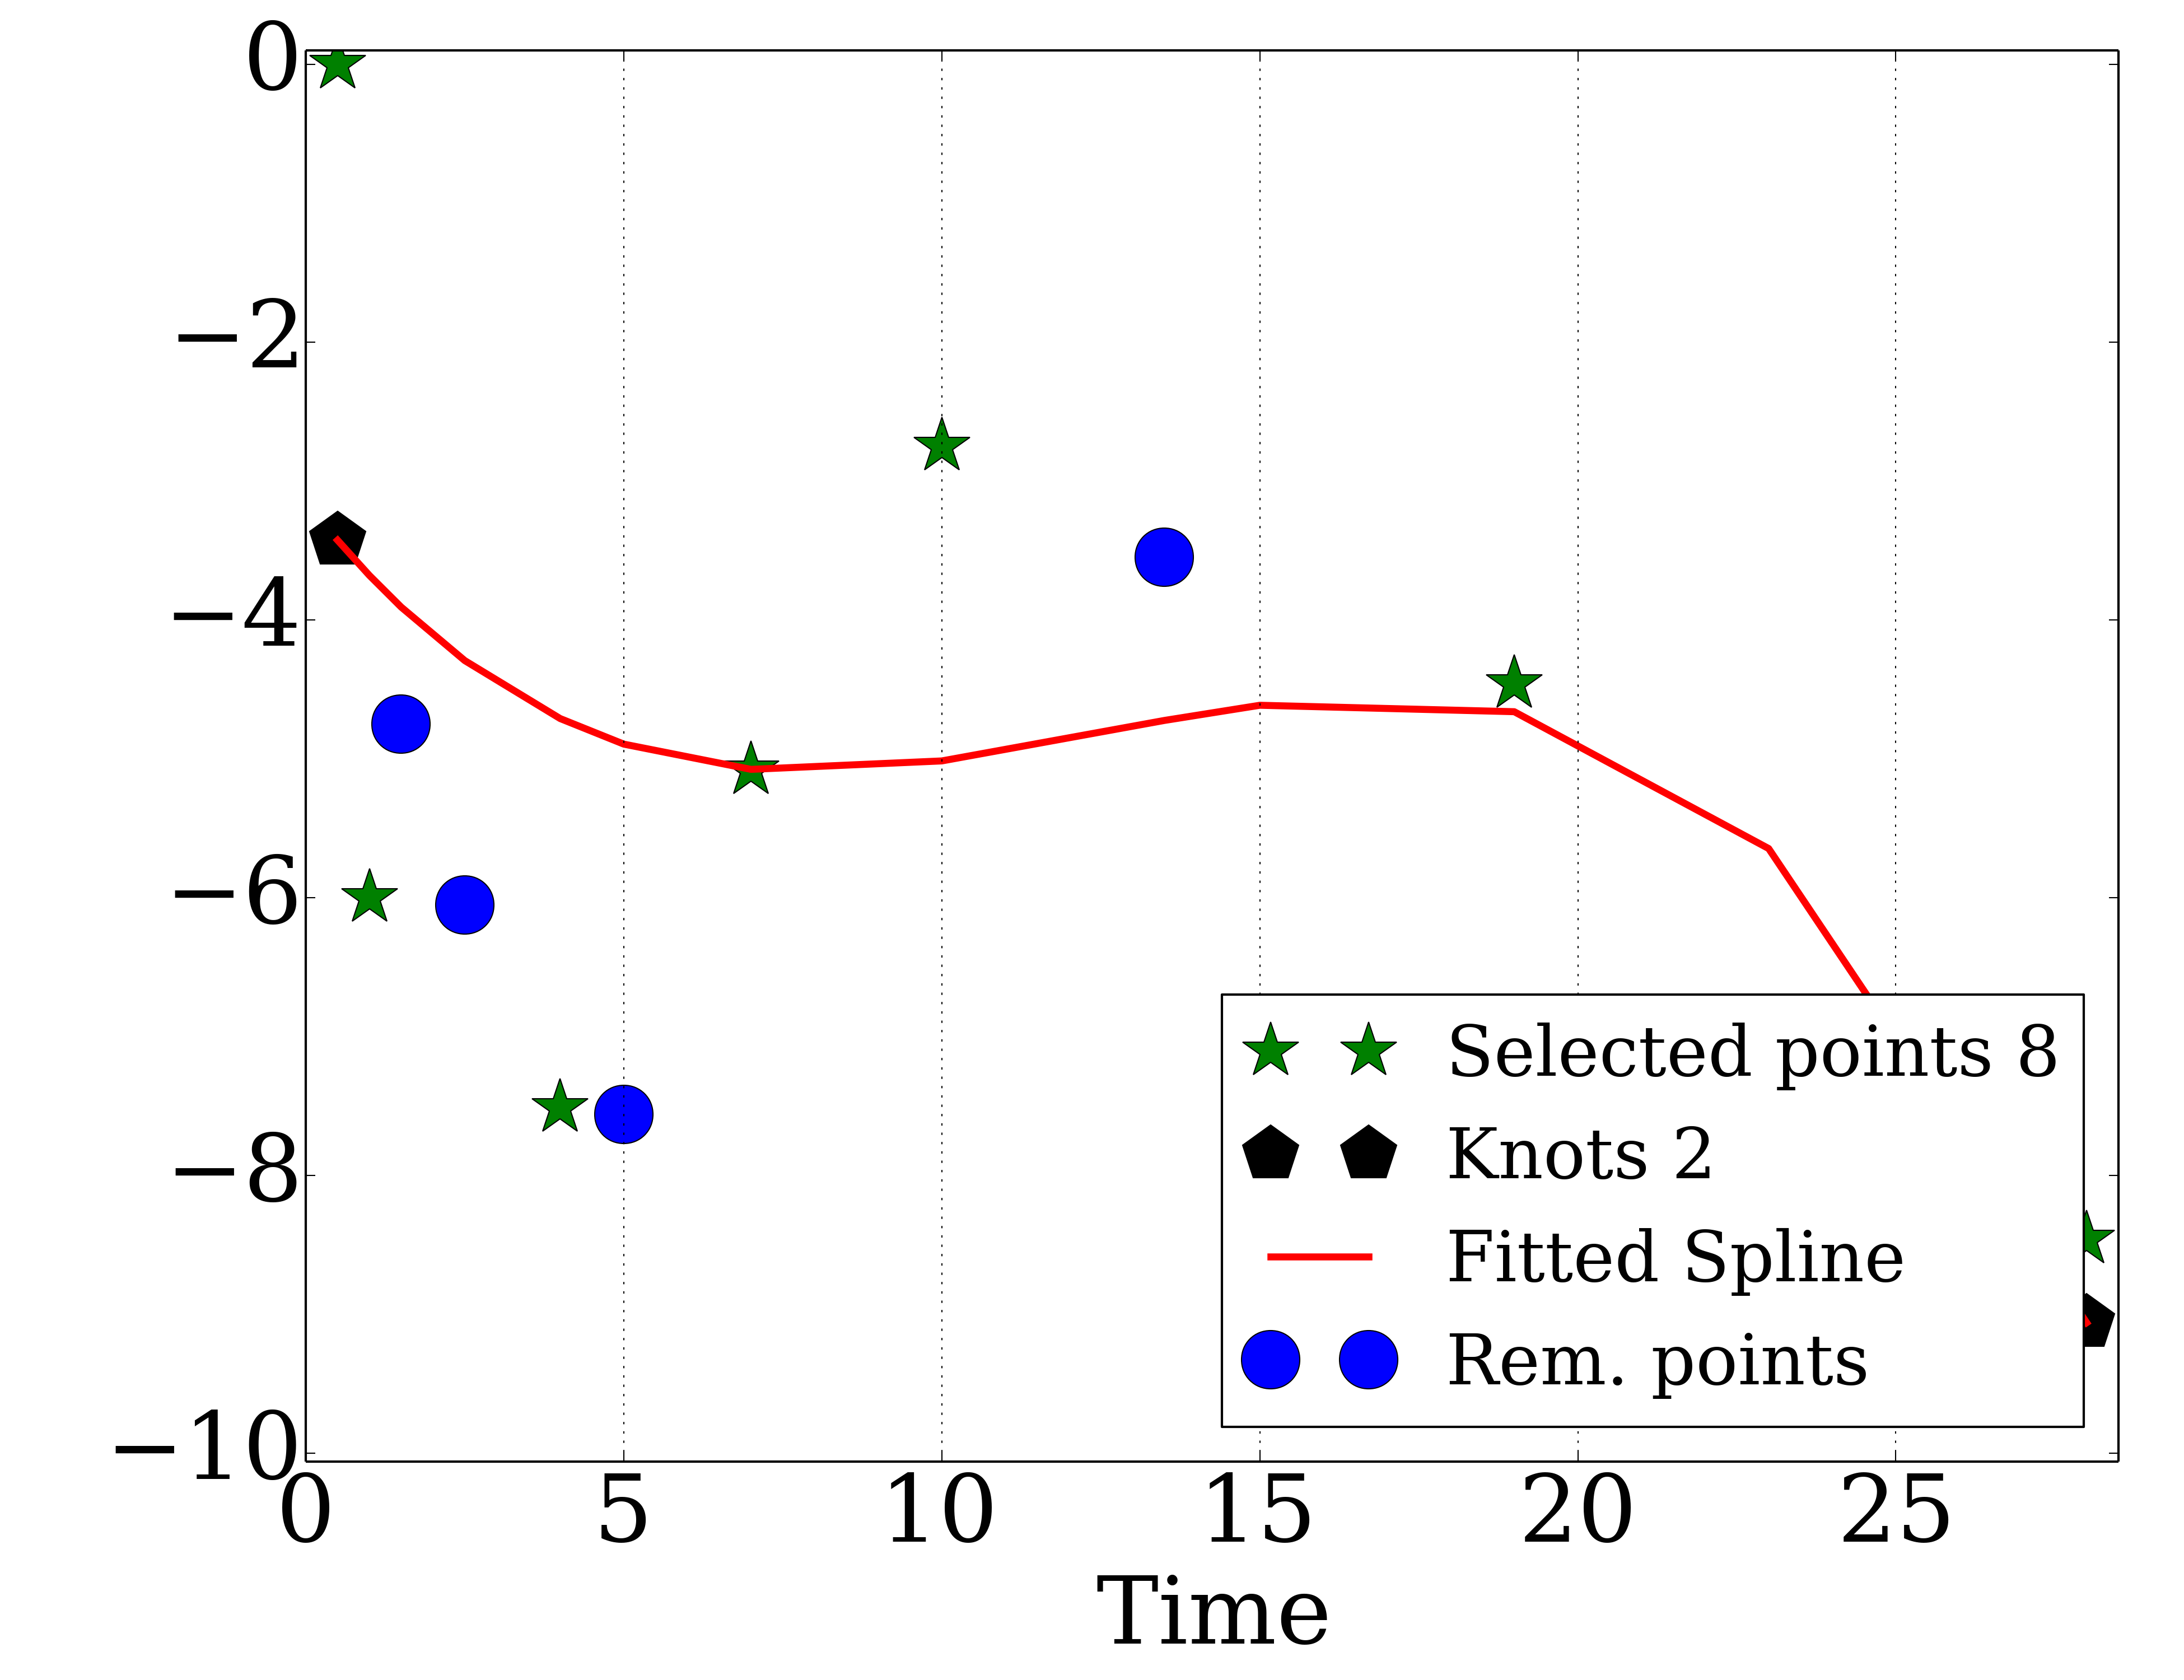 0
−2
−4
−6
−8
−10
Selected points 8
Knots 2
Fitted Spline
Rem. points
0 5 10 15 20 25
Time